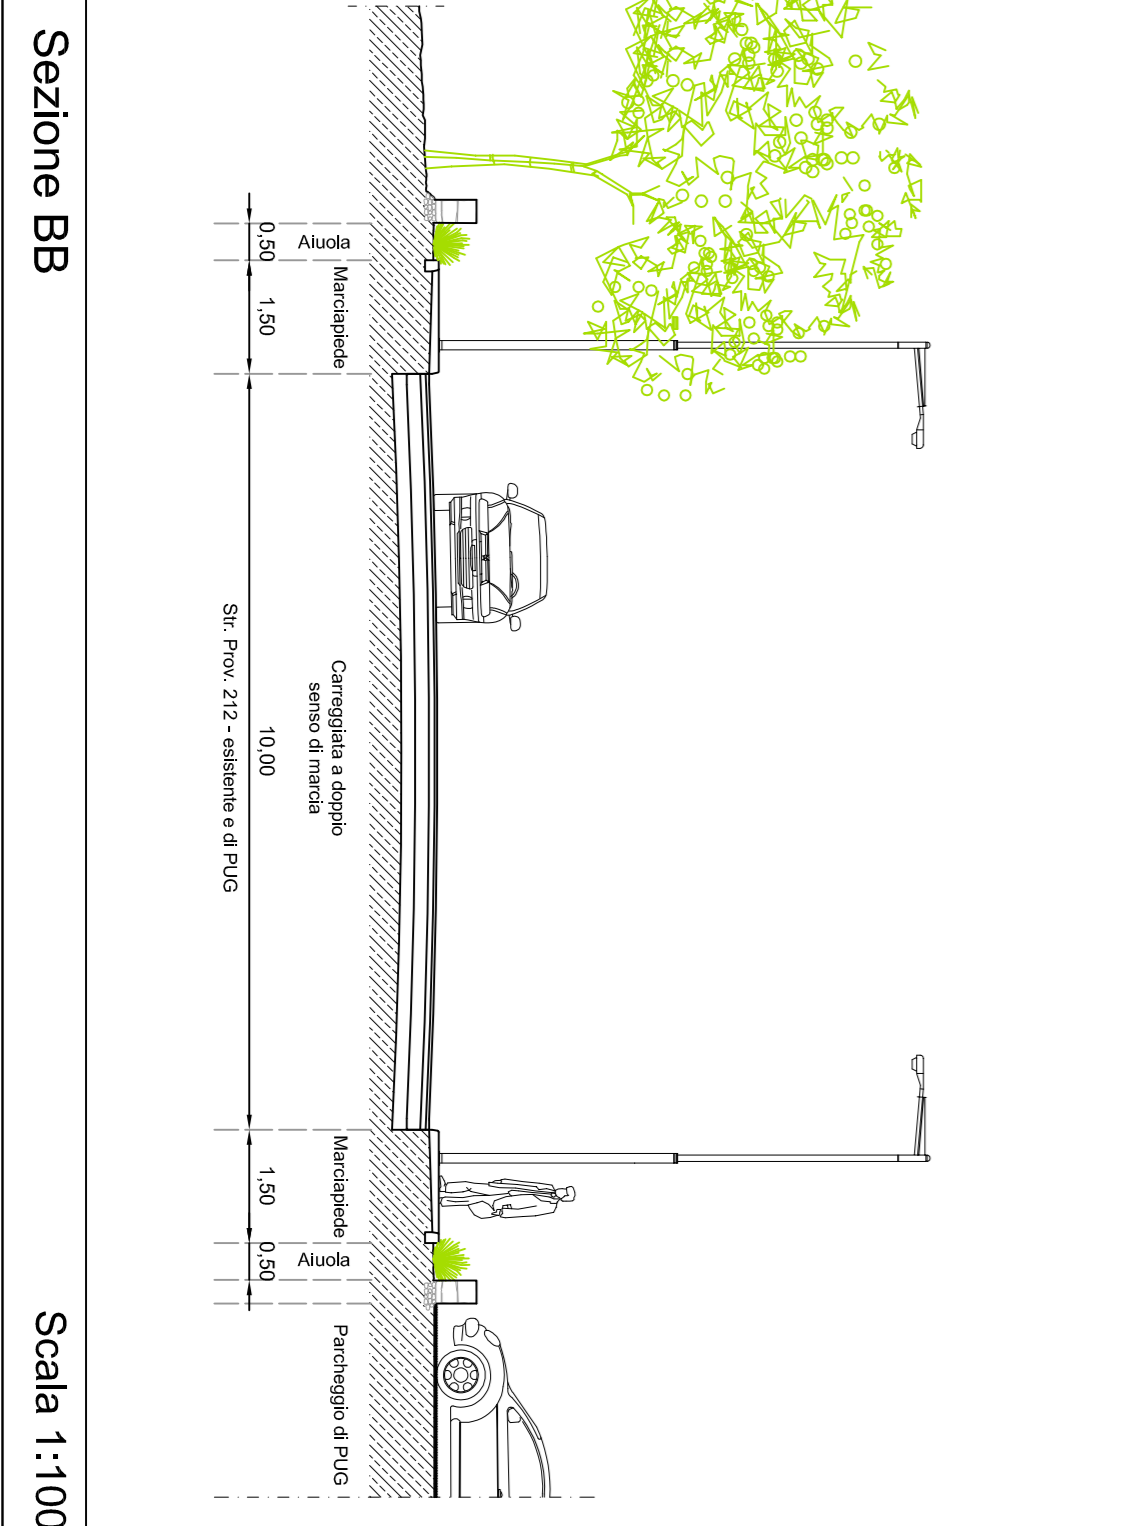 Aiuola
Marciapiede
Carreggiata a doppio
senso di marcia
Marciapiede
Aiuola
Parcheggio di PUG
0,50
1,50
10,00
1,50
0,50
Str. Prov. 212 - esistente e di PUG
Sezione BB
Scala 1:100